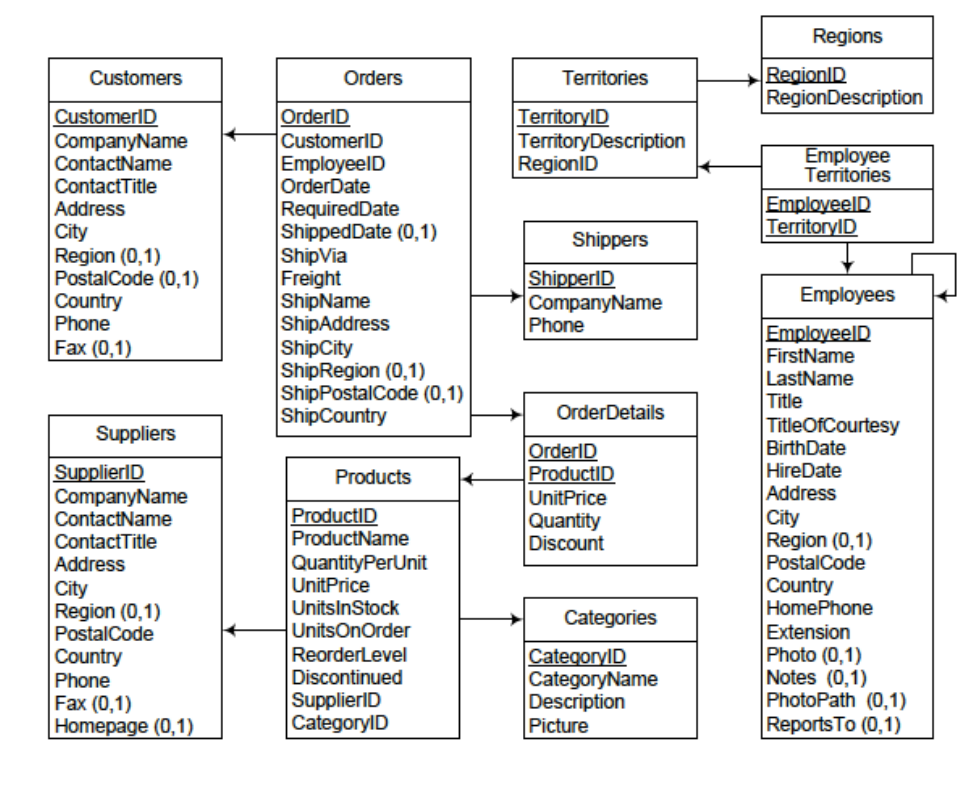 Customers
CustomerID
CompanyName
ContactName
ContactTitle
Address
City
Region (0,1)
PostalCode (0,1)
Country
Phone
Fax (0,1)
Orders
OrderID
CustomerID
EmployeeID
OrderDate
RequiredDate
ShippedDate (0,1)
ShipVia
Freight
ShipName
ShipAddress
ShipCity
ShipRegion (0,1)
ShipPostalCode (0,1)
ShipCountry
Territories
TerritoryID
TerritoryDescription
RegionID
Regions
RegionID
RegionDescription
Employee
Territories
EmployeeID
TerritoryID
Shippers
ShipperID
CompanyName
Phone
Employees
EmployeeID
FirstName
LastName
Title
TitleOfCourtesy
BirthDate
HireDate
Address
City
Region (0,1)
PostalCode
Country
HomePhone
Extension
Photo (0,1)
Notes (0,1)
PhotoPath (0,1)
ReportsTo (0,1)
Suppliers
SupplierID
CompanyName
ContactName
ContactTitle
Address
City
Region (0,1)
PostalCode
Country
Phone
Fax (0,1)
Homepage (0,1)
Products
ProductID
ProductName
QuantityPerUnit
UnitPrice
UnitsInStock
UnitsOnOrder
ReorderLevel
Discontinued
SupplierID
CategoryID
OrderDetails
OrderID
ProductID
UnitPrice
Quantity
Discount
Categories
CategoryID
CategoryName
Description
Picture